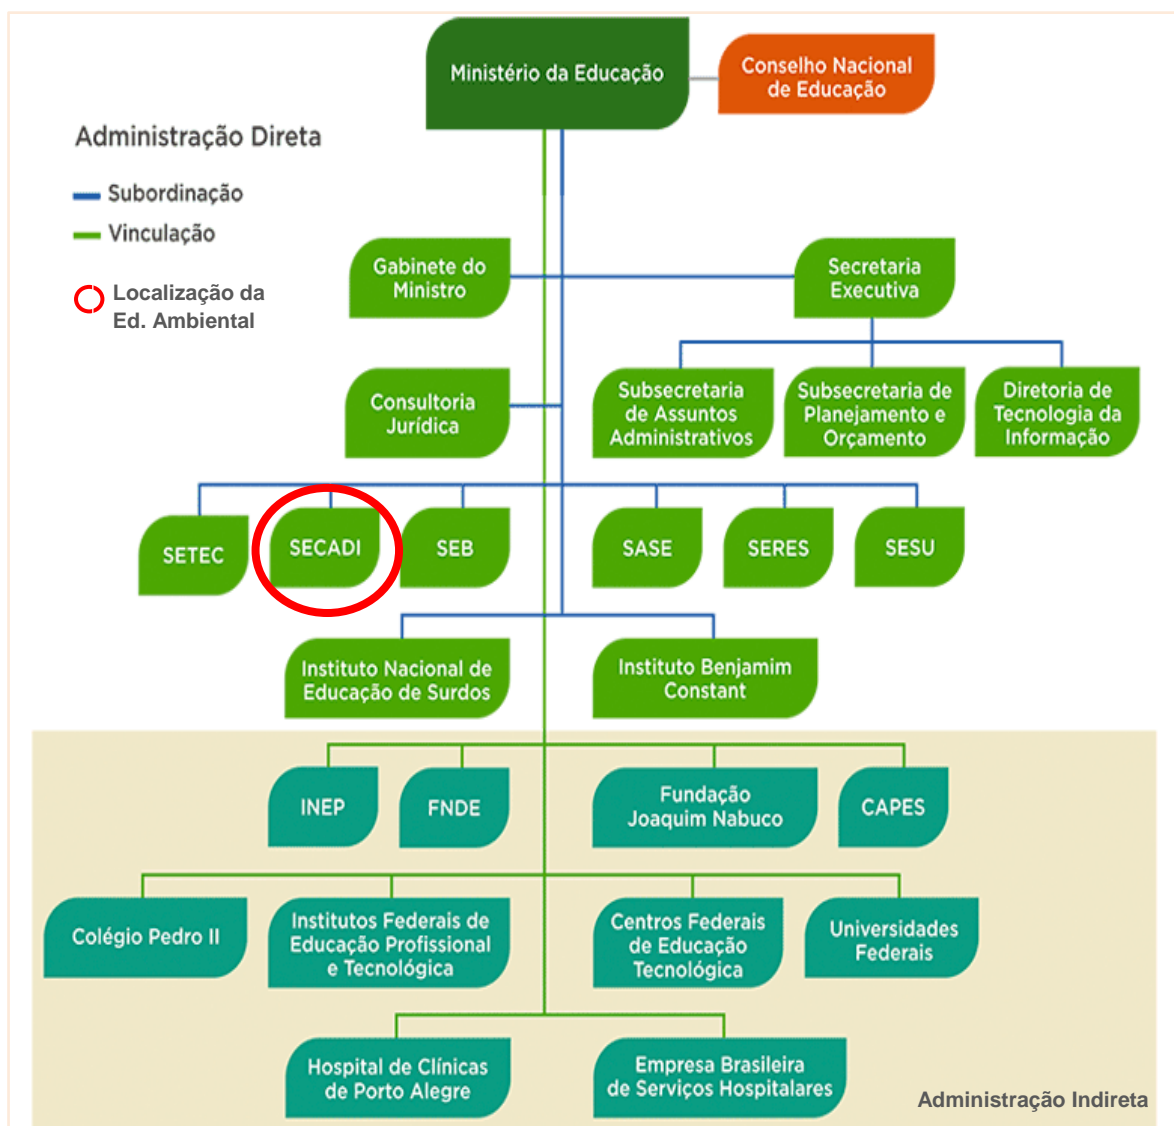 Ministério da Educação
Conselho Nacional
de Educação
Administração Direta
Subordinação
Vinculação
Localização da
Ed. Ambiental
Gabinete do
Ministro
Secretaria
Executiva
Consultoria
Jurídica
Subsecretaria
de Assuntos
Administrativos
Subsecretaria de
Planejamento e
Orçamento
Diretoria de
Tecnologia da
Informação
SETEC
SECADI
SEB
SASE
SERES
SESU
Instituto Nacional de
Educação de Surdos
Instituto Benjamim
Constant
INEP
FNDE
Fundação
Joaquim Nabuco
CAPES
Colégio Pedro II
Institutos Federais de
Educação Profissional
e Tecnológica
Centros Federais
de Educação
Tecnológica
Universidades
Federais
Hospital de Clínicas
de Porto Alegre
Empresa Brasileira
de Serviços Hospitalares
Administração Indireta